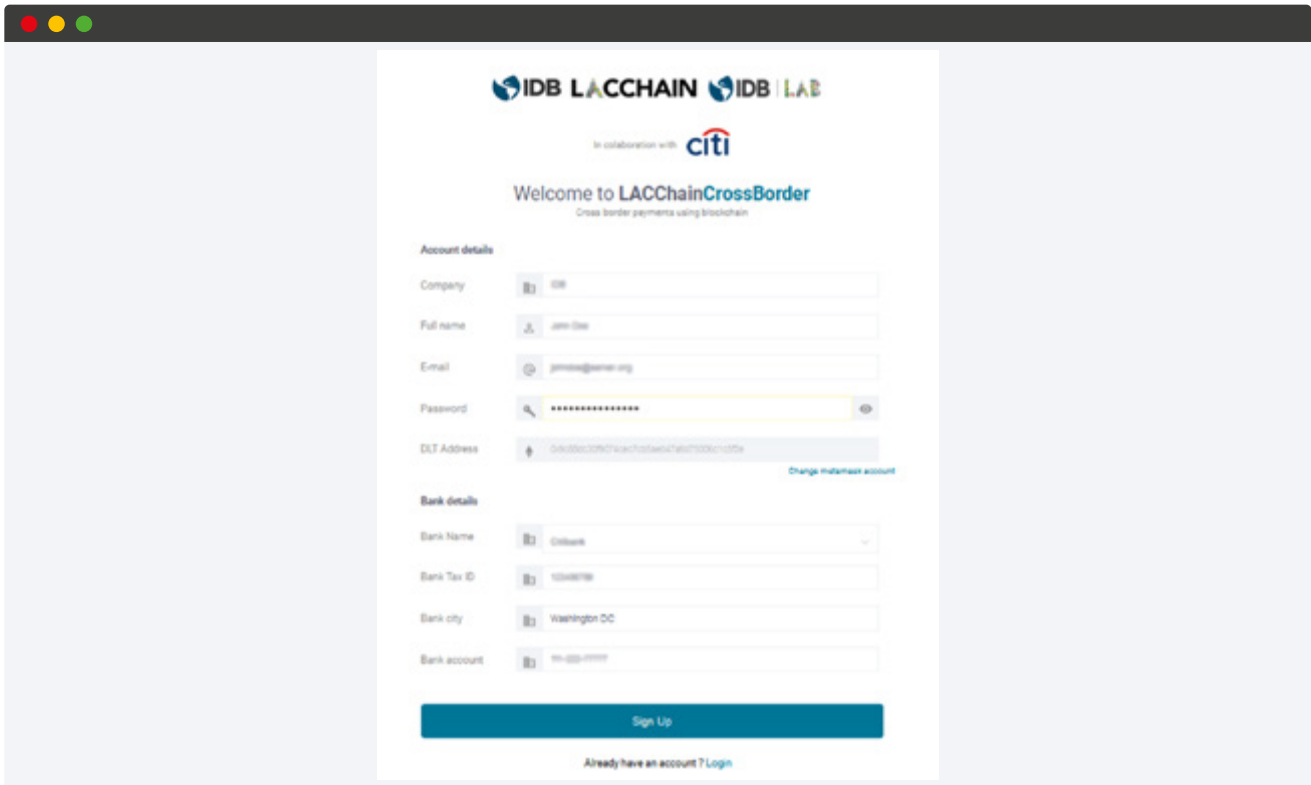 IDB LACCHAIN IDB LAB
In colaboration with citi
Welcome to LACChainCrossBorder
Cross border payments using blockchain
Account details
Company IDB
Full name John Doe
E-mail
Password •••••••••••••••
DLT Address
Change metamask account
Bank details
Bank Name Citibank
Bank Tax ID 123456789
Bank city Washington DC
Bank account
Sign Up
Already have an account ? Login